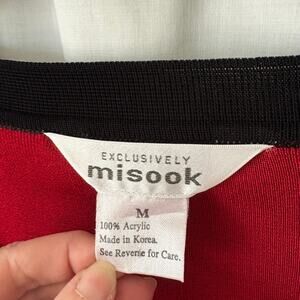 EXCLUSIVELY
misook
M
100% Acrylic
Made in Korea.
See Reverse for Care.